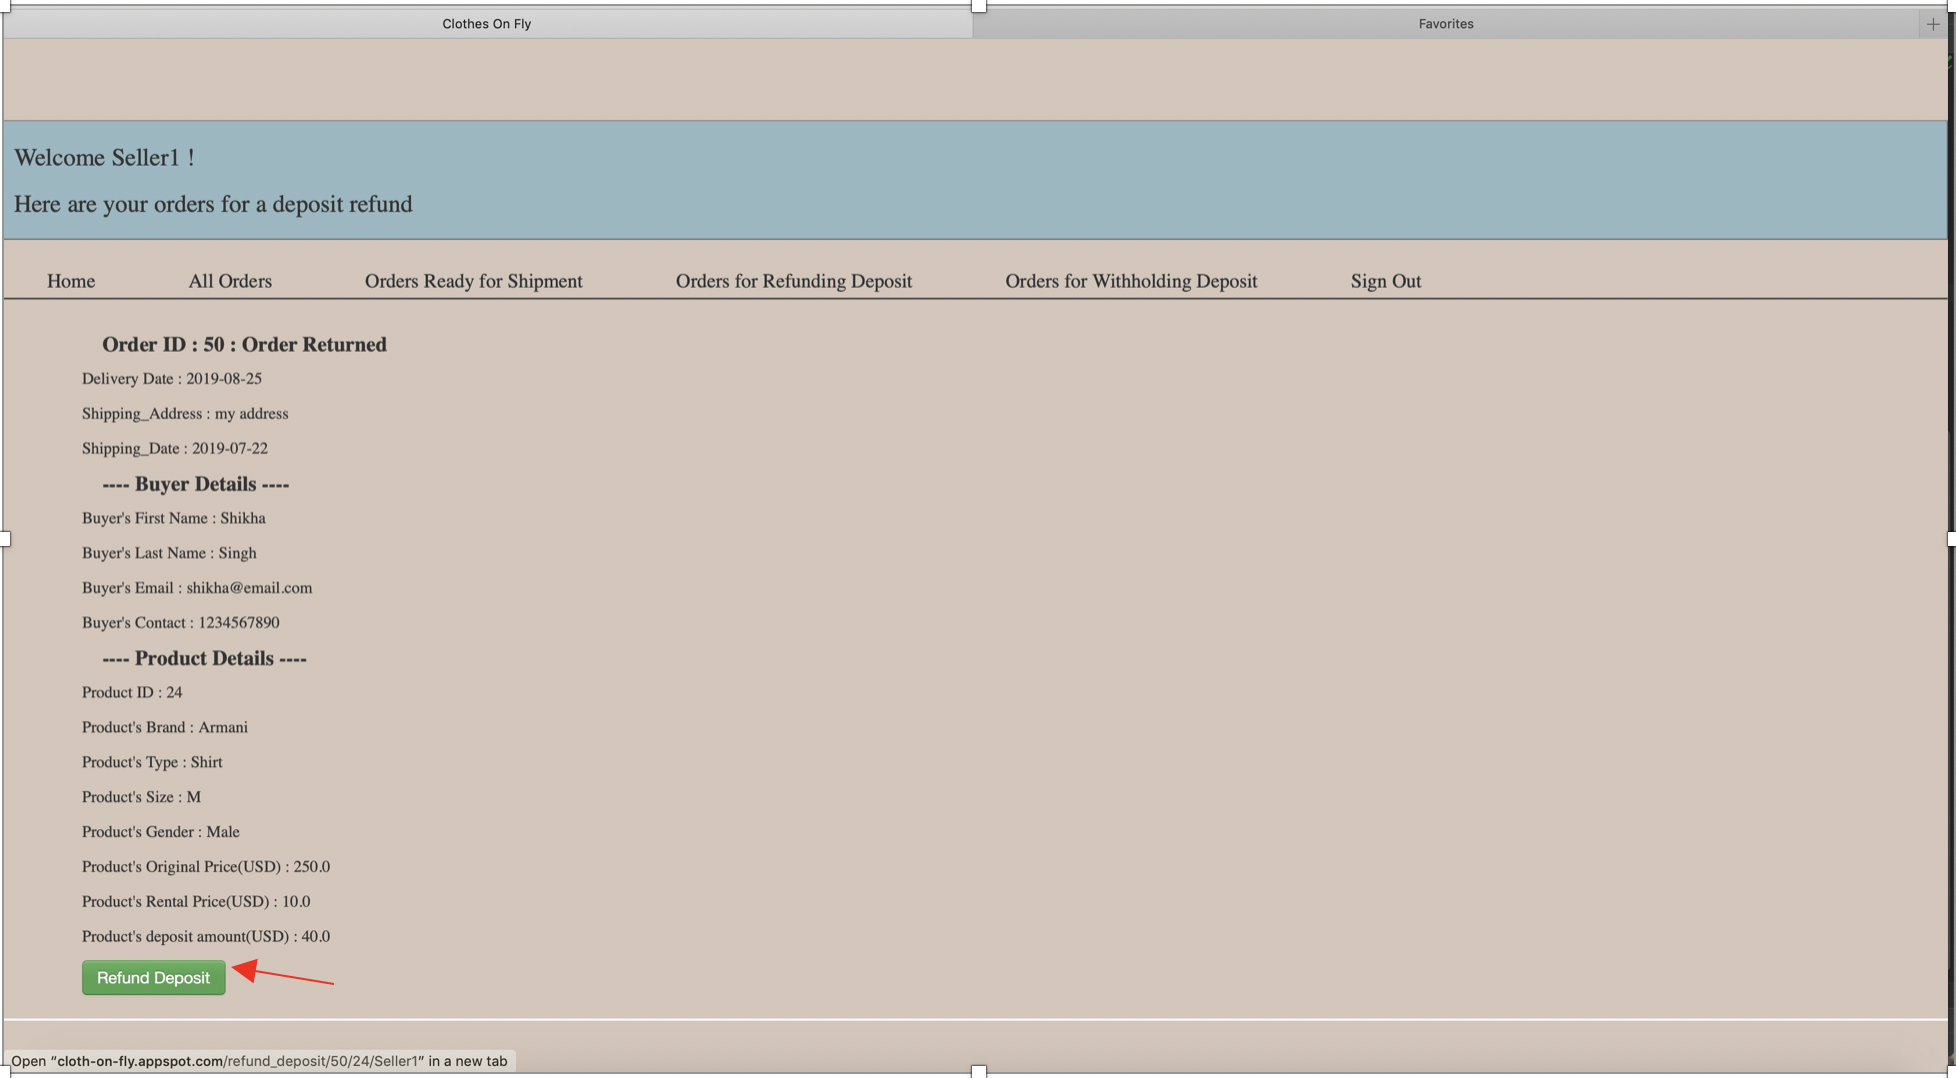 Clothes On Fly
Favorites
Welcome Seller1 !
Here are your orders for a deposit refund
Home All Orders Orders Ready for Shipment Orders for Refunding Deposit Orders for Withholding Deposit Sign Out
Order ID : 50 : Order Returned
Delivery Date : 2019-08-25
Shipping_Address : my address
Shipping_Date : 2019-07-22
---- Buyer Details ----
Buyer's First Name : Shikha
Buyer's Last Name : Singh
Buyer's Email : shikha@email.com
Buyer's Contact : 1234567890
---- Product Details ----
Product ID : 24
Product's Brand : Armani
Product's Type : Shirt
Product's Size : M
Product's Gender : Male
Product's Original Price(USD) : 250.0
Product's Rental Price(USD) : 10.0
Product's deposit amount(USD) : 40.0
Refund Deposit
Open “cloth-on-fly.appspot.com/refund_deposit/50/24/Seller1” in a new tab